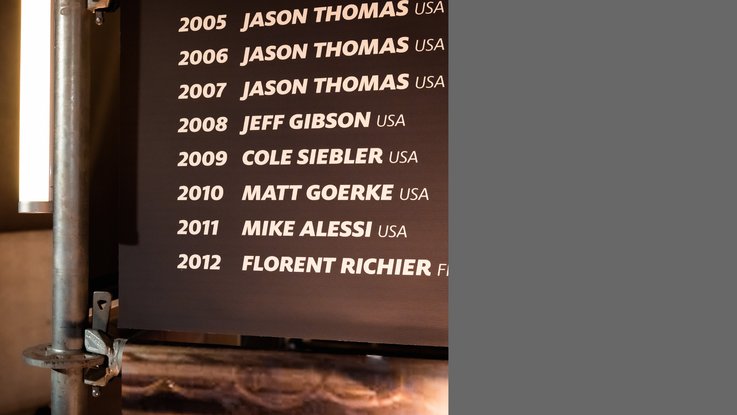 2005 JASON THOMAS USA
2006 JASON THOMAS USA
2007 JASON THOMAS USA
2008 JEFF GIBSON USA
2009 COLE SIEBLER USA
2010 MATT GOERKE USA
2011 MIKE ALESSI USA
2012 FLORENT RICHIER